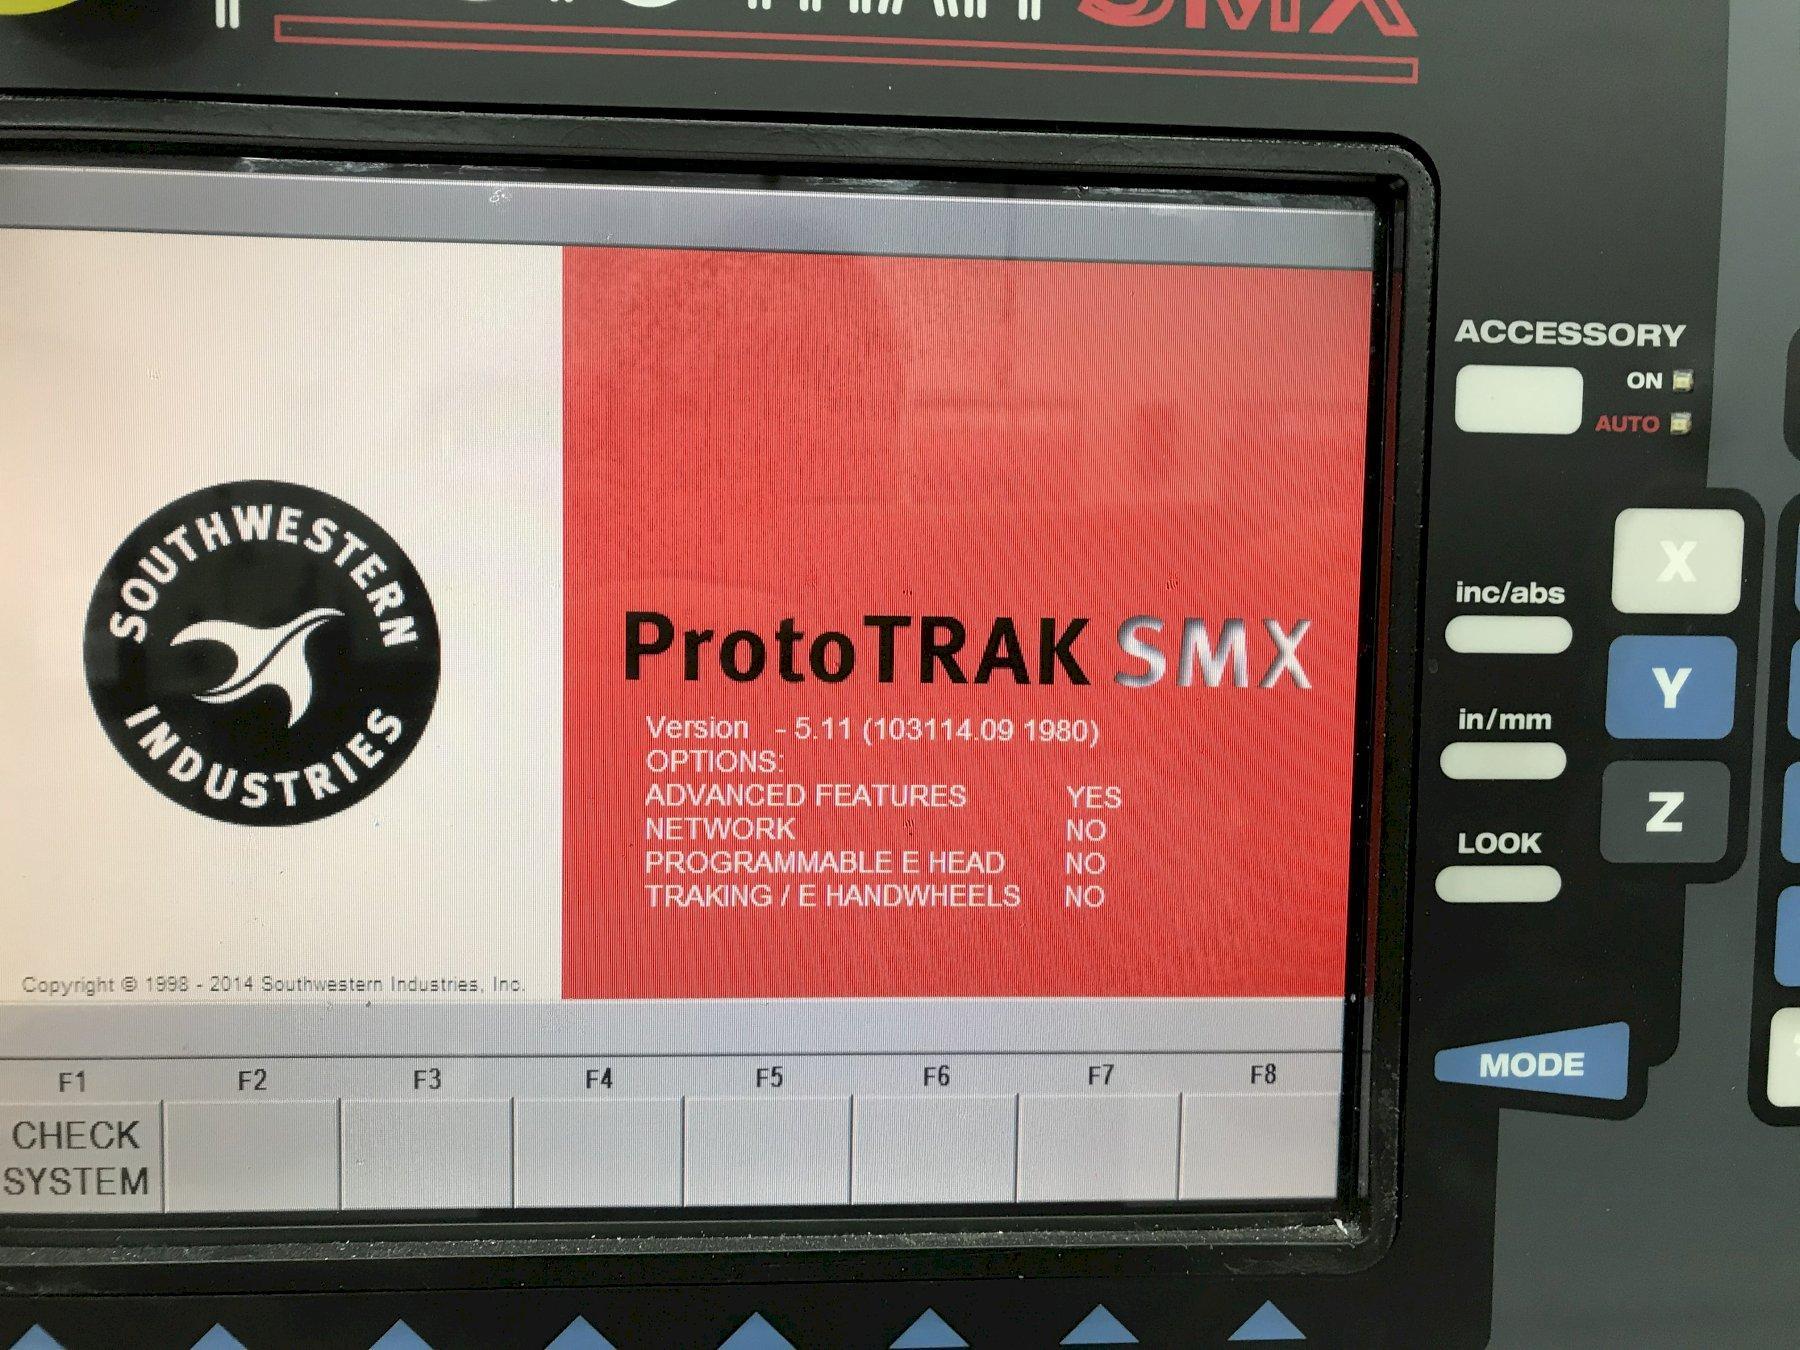 SMX
SOUTHWESTERN
INDUSTRIES
ProtoTRAK SMX
Version - 5.11 (103114.09 1980)
OPTIONS:
ADVANCED FEATURES YES
NETWORK NO
PROGRAMMABLE E HEAD NO
TRAKING / E HANDWHEELS NO
Copyright © 1998 - 2014 Southwestern Industries, Inc.
F1 F2 F3 F4 F5 F6 F7 F8
CHECK
SYSTEM
ACCESSORY
ON
AUTO
inc/abs
in/mm
LOOK
X
Y
Z
MODE